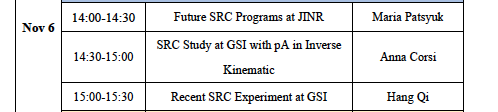 Nov 6
14:00-14:30 Future SRC Programs at JINR Maria Patsyuk
14:30-15:00 SRC Study at GSI with pA in Inverse
Kinematic Anna Corsi
15:00-15:30 Recent SRC Experiment at GSI Hang Qi